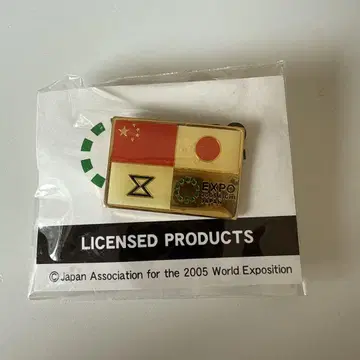 EXPO
LICENSED PRODUCTS
©Japan Association for the 2005 World Exposition